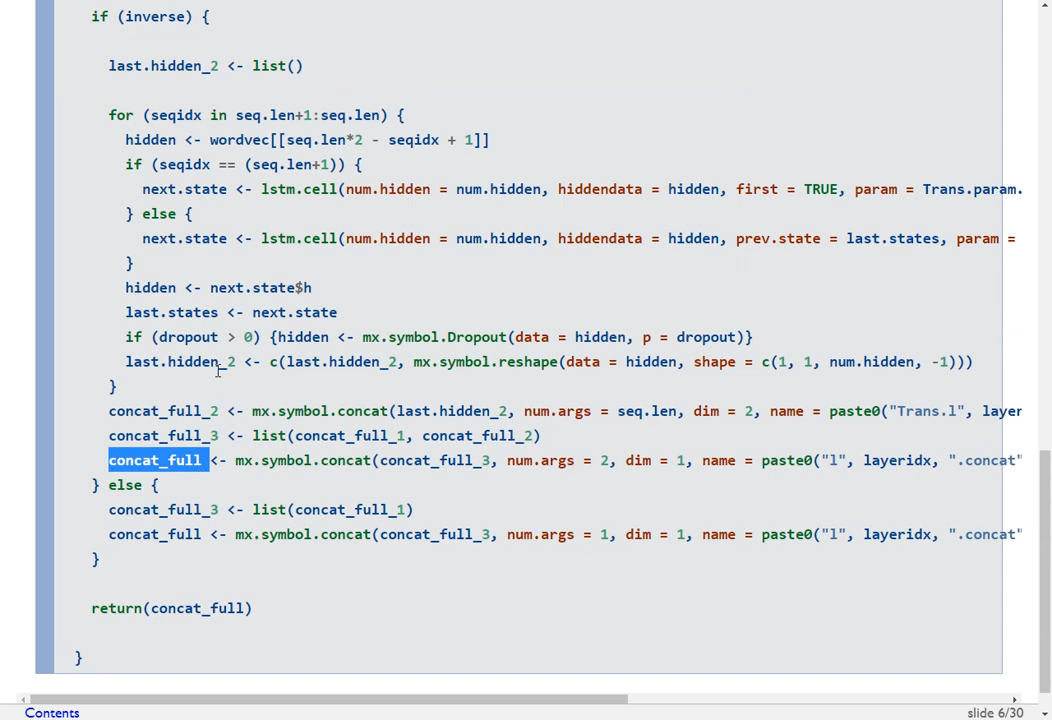 if (inverse) {
last.hidden_2 <- list()
for (seqidx in seq.len+1:seq.len) {
hidden <- wordvec[[seq.len*2 - seqidx + 1]]
if (seqidx == (seq.len+1)) {
next.state <- lstm.cell(num.hidden = num.hidden, hiddendata = hidden, first = TRUE, param = Trans.param.
} else {
next.state <- lstm.cell(num.hidden = num.hidden, hiddendata = hidden, prev.state = last.states, param =
}
hidden <- next.state$h
last.states <- next.state
if (dropout > 0) {hidden <- mx.symbol.Dropout(data = hidden, p = dropout)}
last.hidden_2 <- c(last.hidden_2, mx.symbol.reshape(data = hidden, shape = c(1, 1, num.hidden, -1)))
}
concat_full_2 <- mx.symbol.concat(last.hidden_2, num.args = seq.len, dim = 2, name = paste0("Trans.l", layer
concat_full_3 <- list(concat_full_1, concat_full_2)
concat_full <- mx.symbol.concat(concat_full_3, num.args = 2, dim = 1, name = paste0("l", layeridx, ".concat"
} else {
concat_full_3 <- list(concat_full_1)
concat_full <- mx.symbol.concat(concat_full_3, num.args = 1, dim = 1, name = paste0("l", layeridx, ".concat"
}
return(concat_full)
}
Contents
slide 6/30